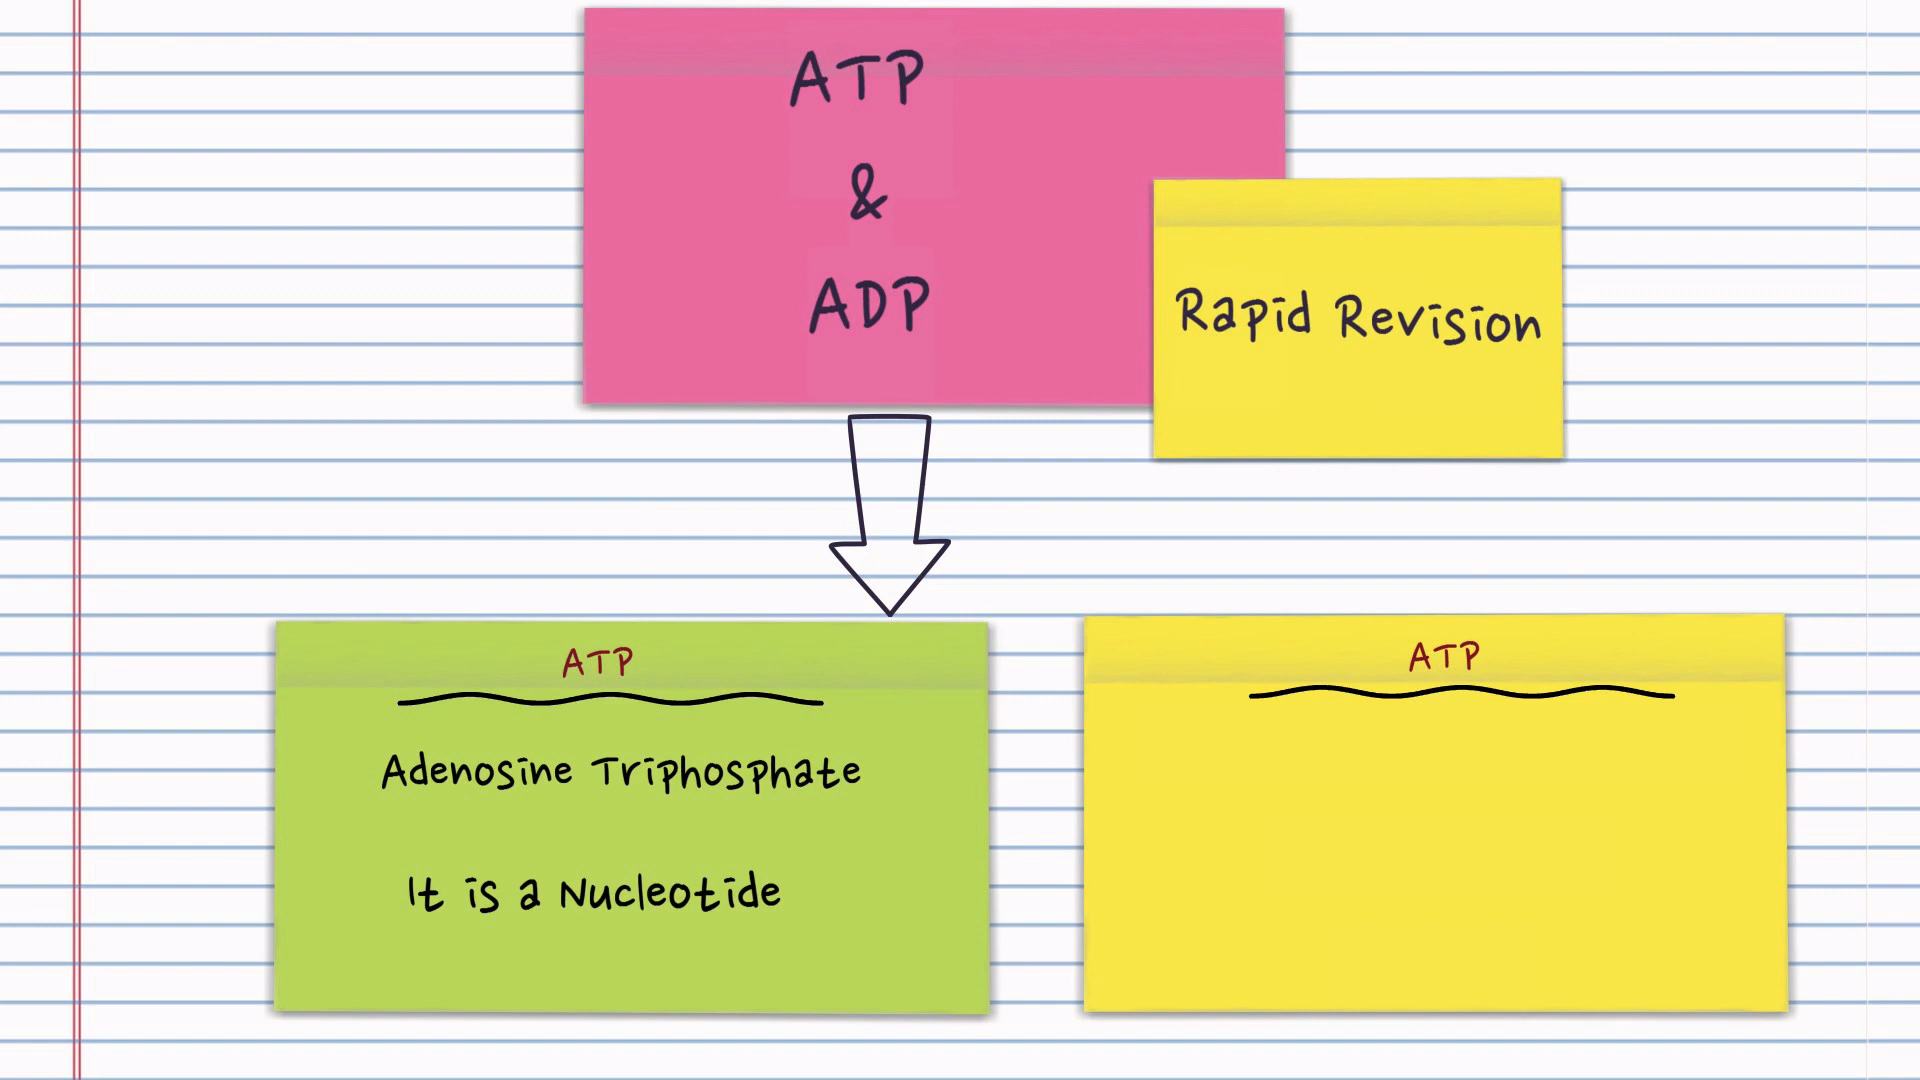 ATP
&
ADP
Rapid Revision
ATP
Adenosine Triphosphate
It is a Nucleotide
ATP